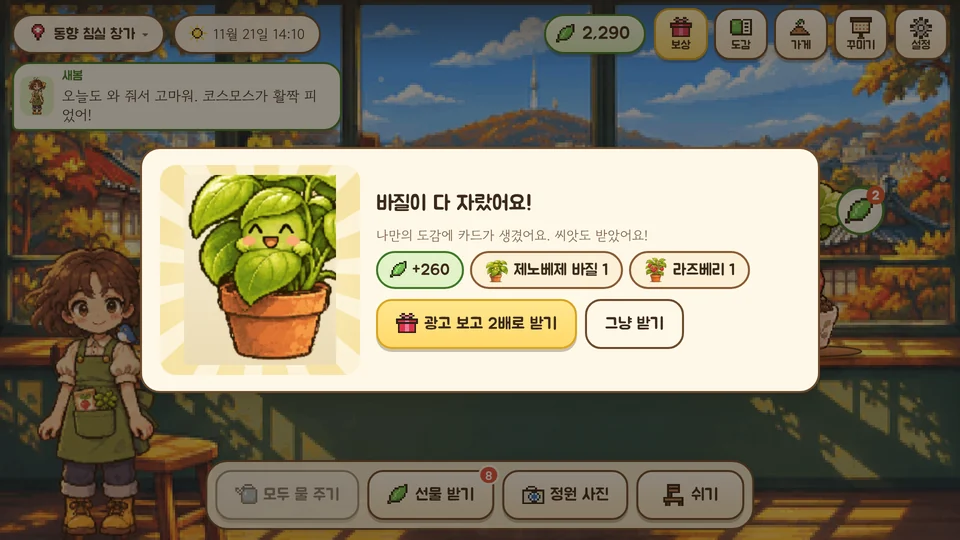 동향 침실 창가
11월 21일 14:10
2,290
보상
도감
가게
꾸미기
설정
새봄
오늘도 와 줘서 고마워. 코스모스가 활짝 피
었어!
2
바질이 다 자랐어요!
나만의 도감에 카드가 생겼어요. 씨앗도 받았어요!
+260
제노베제 바질 1
라즈베리 1
광고 보고 2배로 받기
그냥 받기
모두 물 주기
선물 받기
8
정원 사진
쉬기